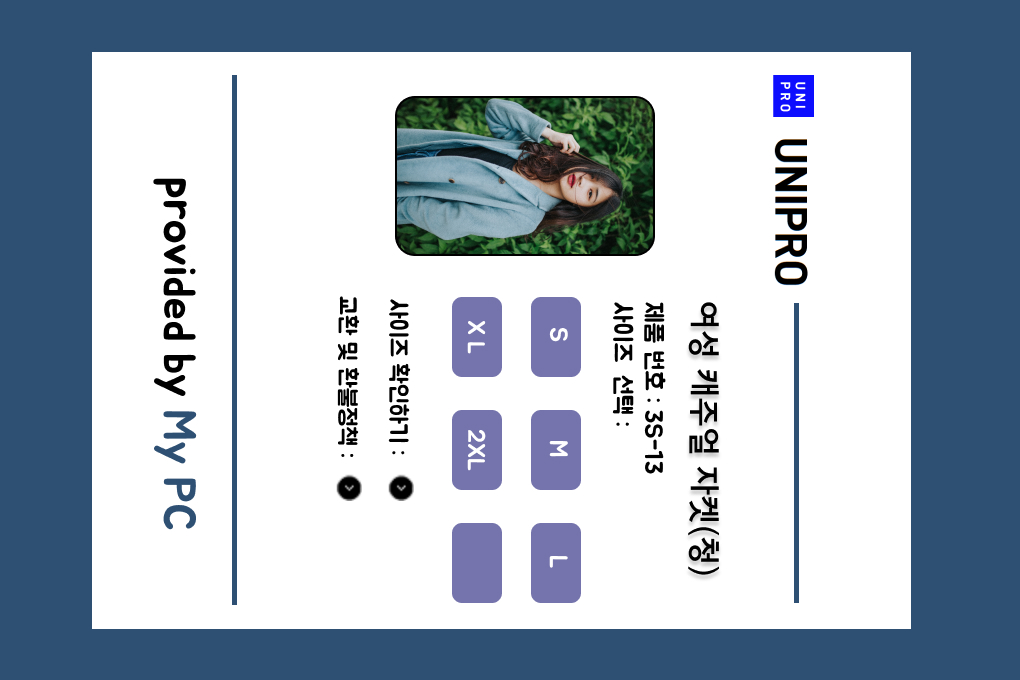 UNI
PRO
UNIPRO
여성 캐주얼 자켓(청)
제품 번호 : 3S-13
사이즈 선택 :
S
M
L
XL
2XL
사이즈 확인하기 :
교환 및 환불정책 :
provided by My PC